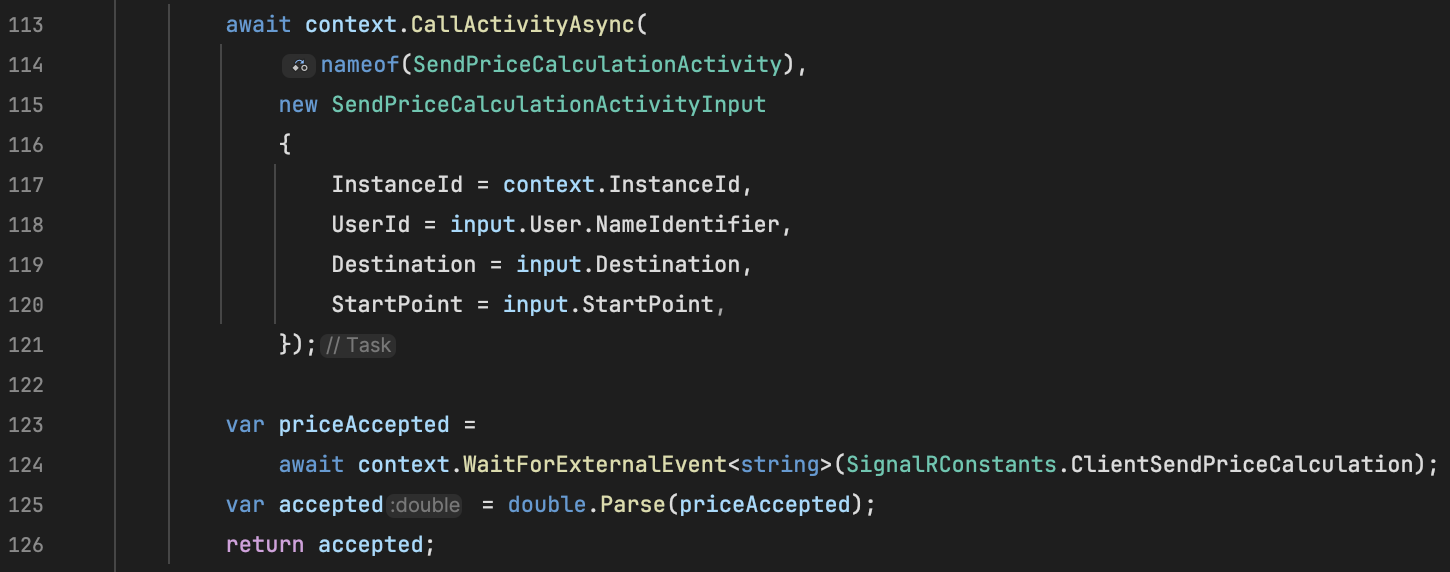 113 await context.CallActivityAsync(
114 nameof(SendPriceCalculationActivity),
115 new SendPriceCalculationActivityInput
116 {
117 InstanceId = context.InstanceId,
118 UserId = input.User.NameIdentifier,
119 Destination = input.Destination,
120 StartPoint = input.StartPoint,
121 }); // Task
122
123 var priceAccepted =
124 await context.WaitForExternalEvent<string>(SignalRConstants.ClientSendPriceCalculation);
125 var accepted :double = double.Parse(priceAccepted);
126 return accepted;